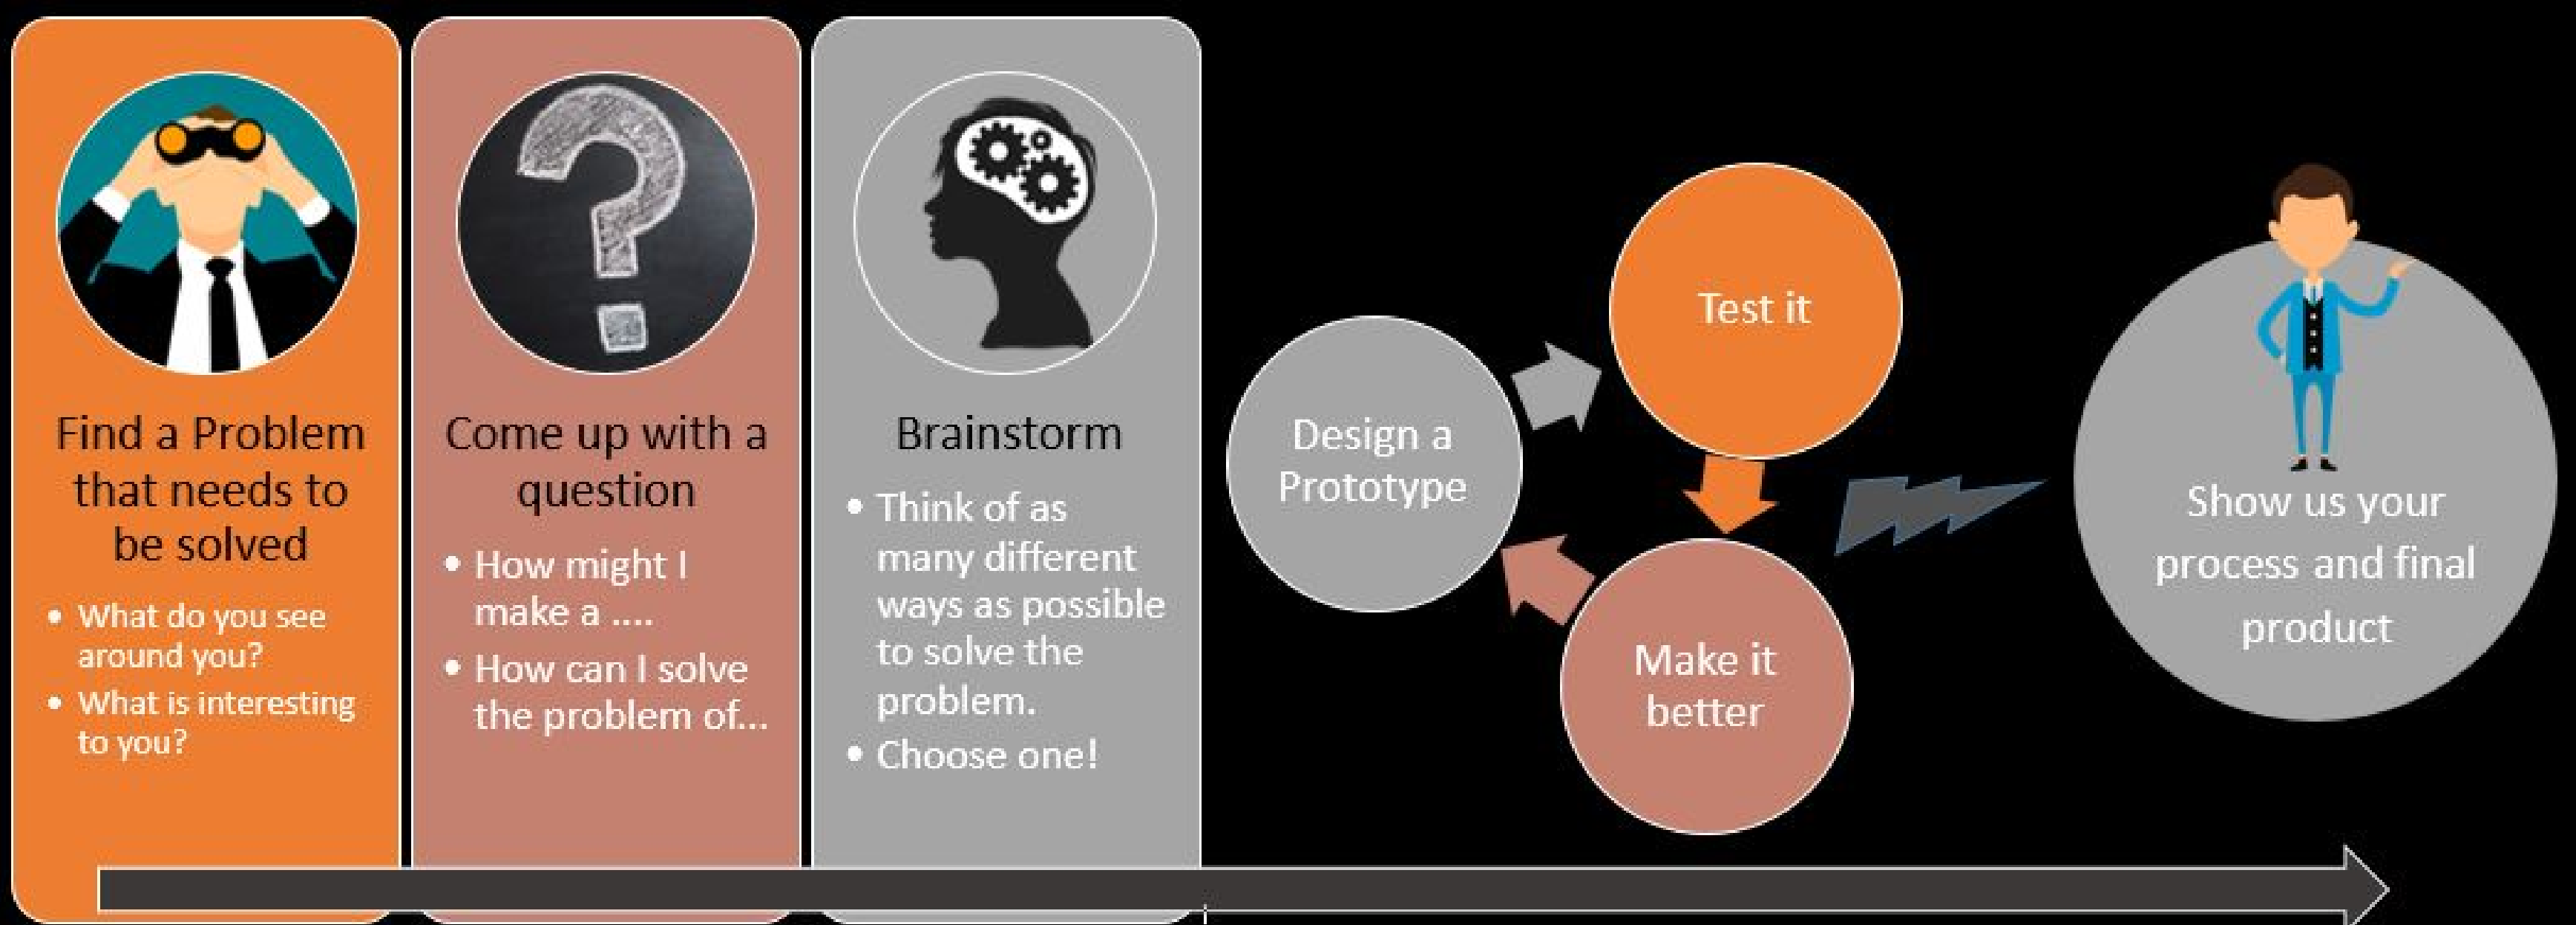 Find a Problem
that needs to
be solved
• What do you see
around you?
• What is interesting
to you?
Come up with a
question
• How might I
make a ....
• How can I solve
the problem of...
Brainstorm
• Think of as
many different
ways as possible
to solve the
problem.
• Choose one!
Design a
Prototype
Test it
Make it
better
Show us your
process and final
product